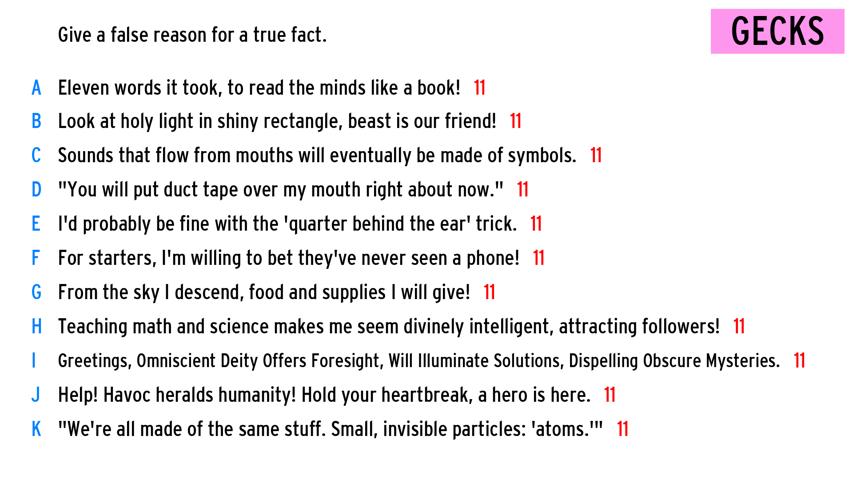 Give a false reason for a true fact.
GECKS
A Eleven words it took, to read the minds like a book! 11
B Look at holy light in shiny rectangle, beast is our friend! 11
C Sounds that flow from mouths will eventually be made of symbols. 11
D "You will put duct tape over my mouth right about now." 11
E I'd probably be fine with the 'quarter behind the ear' trick. 11
F For starters, I'm willing to bet they've never seen a phone! 11
G From the sky I descend, food and supplies I will give! 11
H Teaching math and science makes me seem divinely intelligent, attracting followers! 11
I Greetings, Omniscient Deity Offers Foresight, Will Illuminate Solutions, Dispelling Obscure Mysteries. 11
J Help! Havoc heralds humanity! Hold your heartbreak, a hero is here. 11
K "We're all made of the same stuff. Small, invisible particles: 'atoms.'" 11